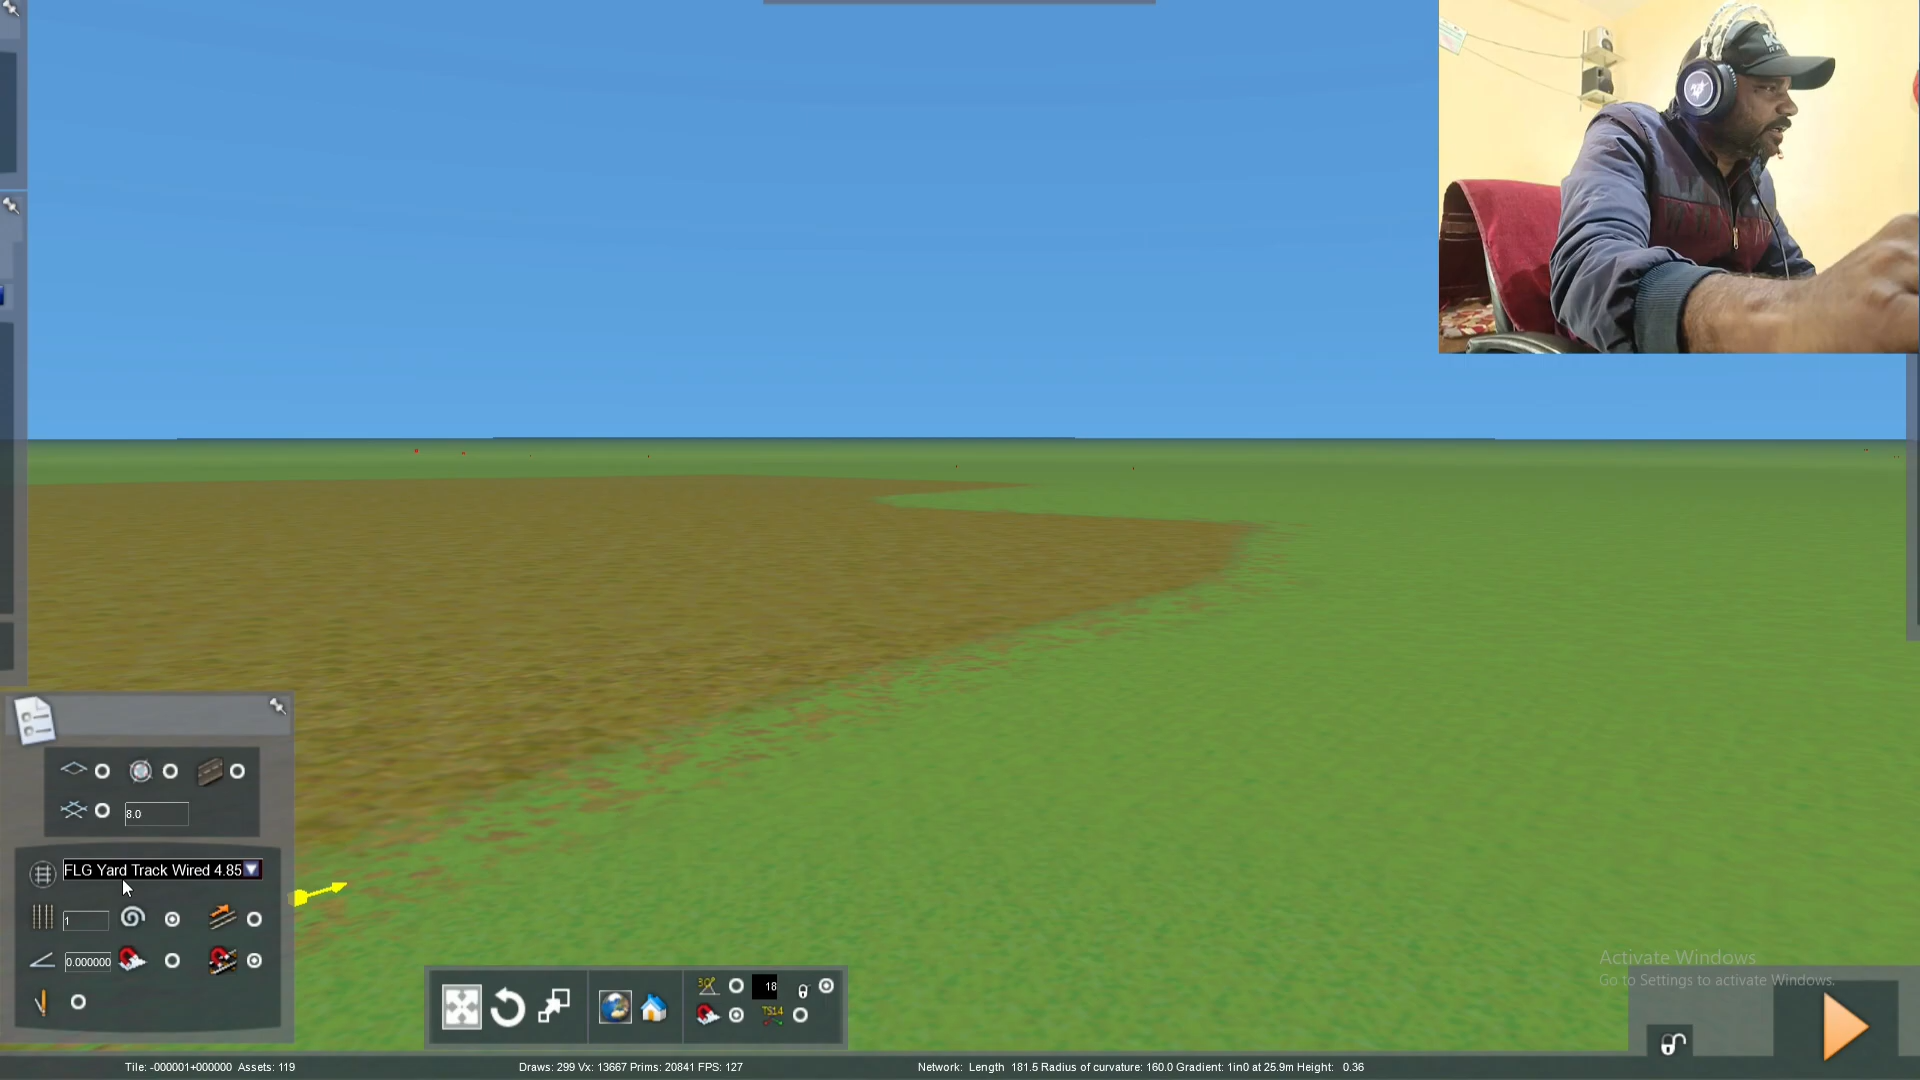 8.0
FLG Yard Track Wired 4.85
1
0.000000
30°
18
TS14
Activate Windows
Go to Settings to activate Windows.
Tile: -000001+000000 Assets: 119
Draws: 299 Vx: 13667 Prims: 20841 FPS: 127
Network: Length 181.5 Radius of curvature: 160.0 Gradient: 1in0 at 25.9m Height: 0.36